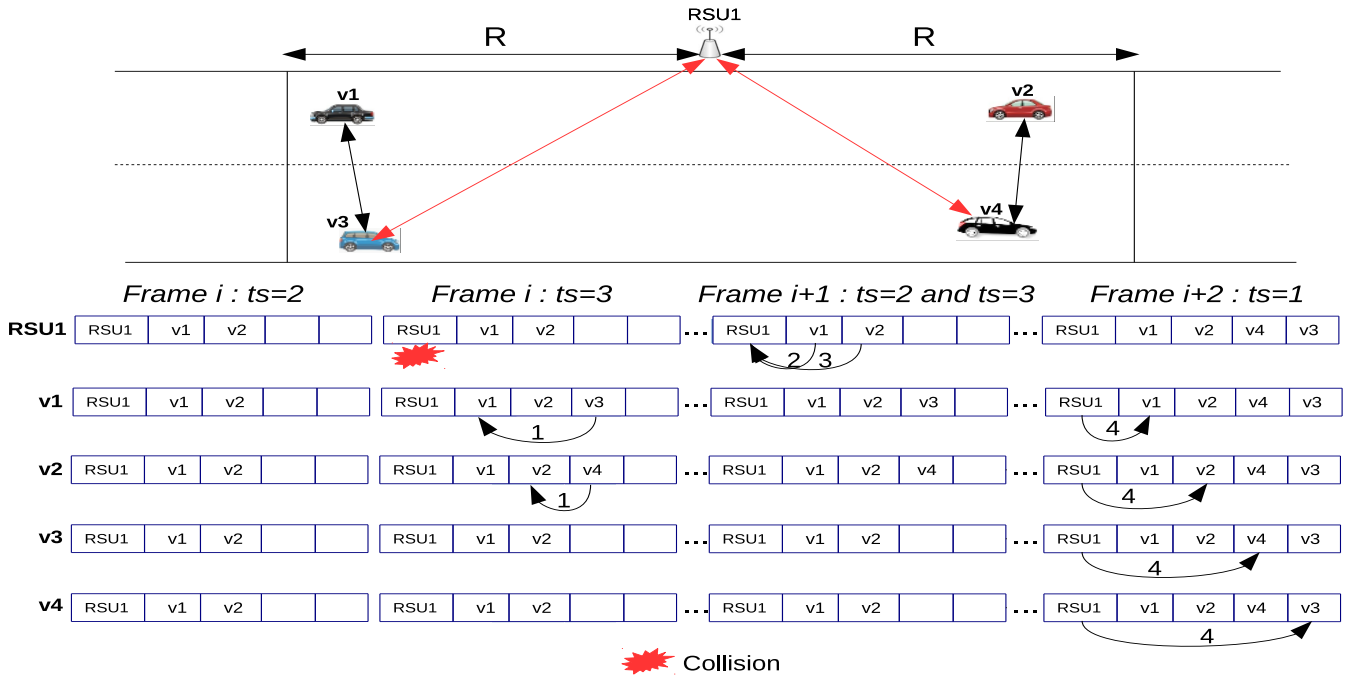 RSU1
R R
v1 v2
v3 v4
Frame i : ts=2 Frame i : ts=3 Frame i+1 : ts=2 and ts=3 Frame i+2 : ts=1
RSU1 RSU1 v1 v2 RSU1 v1 v2 ... RSU1 v1 v2 ... RSU1 v1 v2 v4 v3
2 3
v1 RSU1 v1 v2 RSU1 v1 v2 v3 ... RSU1 v1 v2 v3 ... RSU1 v1 v2 v4 v3
1 4
v2 RSU1 v1 v2 RSU1 v1 v2 v4 ... RSU1 v1 v2 v4 ... RSU1 v1 v2 v4 v3
1 4
v3 RSU1 v1 v2 RSU1 v1 v2 ... RSU1 v1 v2 ... RSU1 v1 v2 v4 v3
4
v4 RSU1 v1 v2 RSU1 v1 v2 ... RSU1 v1 v2 ... RSU1 v1 v2 v4 v3
4
Collision